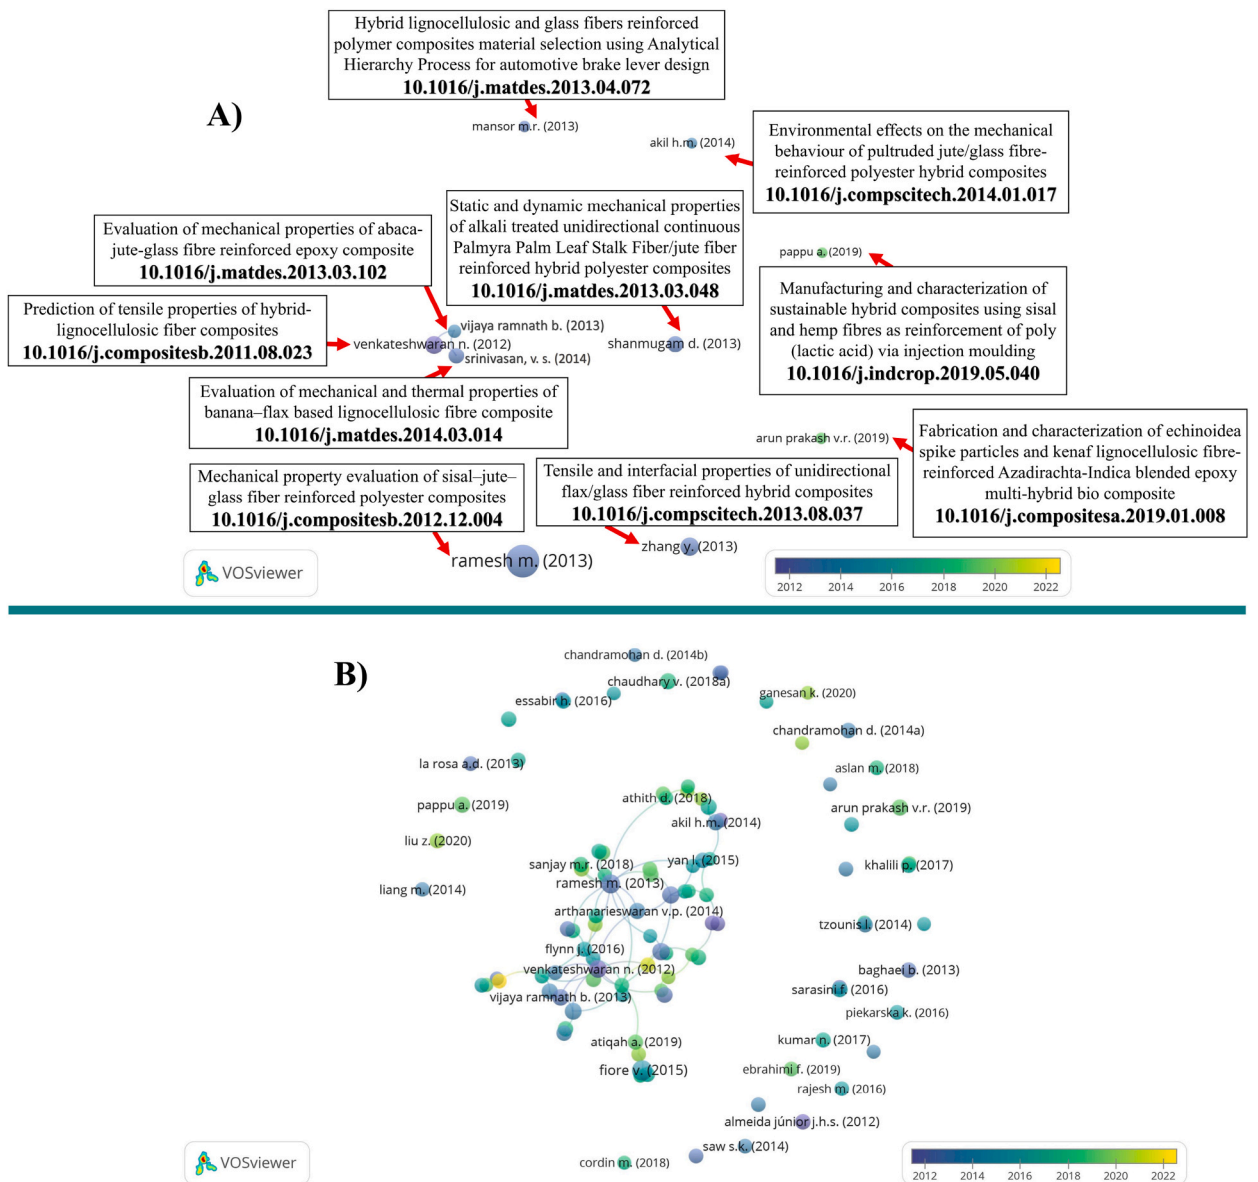 Hybrid lignocellulosic and glass fibers reinforced
polymer composites material selection using Analytical
Hierarchy Process for automotive brake lever design
10.1016/j.matdes.2013.04.072
A)
mansor m.r. (2013)
akil h.m. (2014)
Environmental effects on the mechanical
behaviour of pultruded jute/glass fibre-
reinforced polyester hybrid composites
10.1016/j.compscitech.2014.01.017
Static and dynamic mechanical properties
of alkali treated unidirectional continuous
Palmyra Palm Leaf Stalk Fiber/jute fiber
reinforced hybrid polyester composites
10.1016/j.matdes.2013.03.048
Evaluation of mechanical properties of abaca-
jute-glass fibre reinforced epoxy composite
10.1016/j.matdes.2013.03.102
pappu a. (2019)
Manufacturing and characterization of
sustainable hybrid composites using sisal
and hemp fibres as reinforcement of poly
(lactic acid) via injection moulding
10.1016/j.indcrop.2019.05.040
Prediction of tensile properties of hybrid-
lignocellulosic fiber composites
10.1016/j.compositesb.2011.08.023
vijaya ramnath b. (2013)
venkateshwaran n. (2012)
srinivasan, v. s. (2014)
shanmugam d. (2013)
Evaluation of mechanical and thermal properties of
banana–flax based lignocellulosic fibre composite
10.1016/j.matdes.2014.03.014
arun prakash v.r. (2019)
Fabrication and characterization of echinoidea
spike particles and kenaf lignocellulosic fibre-
reinforced Azadirachta-Indica blended epoxy
multi-hybrid bio composite
10.1016/j.compositesa.2019.01.008
Mechanical property evaluation of sisal–jute–
glass fiber reinforced polyester composites
10.1016/j.compositesb.2012.12.004
Tensile and interfacial properties of unidirectional
flax/glass fiber reinforced hybrid composites
10.1016/j.compscitech.2013.08.037
ramesh m. (2013)
zhang y. (2013)
VOSviewer
2012 2014 2016 2018 2020 2022
B)
chandramohan d. (2014b)
chaudhary v. (2018a)
essabir h. (2016)
ganesan k. (2020)
chandramohan d. (2014a)
la rosa a.d. (2013)
aslan m. (2018)
pappu a. (2019)
athith d. (2018)
arun prakash v.r. (2019)
akil h.m. (2014)
liu z. (2020)
sanjay m.r. (2018)
yan l. (2015)
khalili p. (2017)
liang m. (2014)
ramesh m. (2013)
arthanarieswaran v.p. (2014)
tzounis l. (2014)
flynn j. (2016)
venkateshwaran n. (2012)
baghaei b. (2013)
vijaya ramnath b. (2013)
sarasini f. (2016)
piekarska k. (2016)
atiqah a. (2019)
kumar n. (2017)
fiore v. (2015)
ebrahimi f. (2019)
rajesh m. (2016)
almeida júnior j.h.s. (2012)
saw s.k. (2014)
cordin m. (2018)
VOSviewer
2012 2014 2016 2018 2020 2022